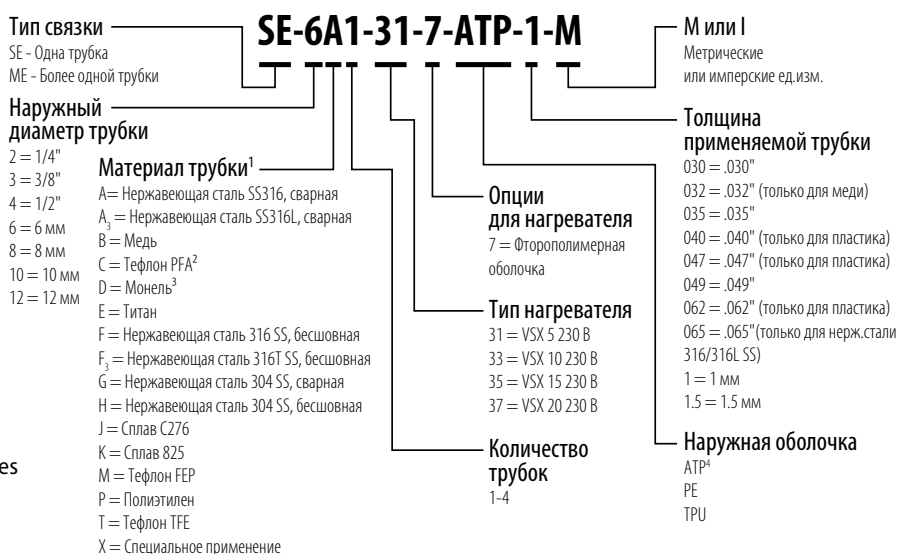 SE-6A1-31-7-ATP-1-M
Тип связки
SE - Одна трубка
ME - Более одной трубки
Наружный
диаметр трубки
2 = 1/4"
3 = 3/8"
4 = 1/2"
6 = 6 мм
8 = 8 мм
10 = 10 мм
12 = 12 мм
Материал трубки¹
A= Нержавеющая сталь SS316, сварная
A₃ = Нержавеющая сталь SS316L, сварная
B = Медь
C = Тефлон PFA²
D = Монель³
E = Титан
F = Нержавеющая сталь 316 SS, бесшовная
F₃ = Нержавеющая сталь 316T SS, бесшовная
G = Нержавеющая сталь 304 SS, сварная
H = Нержавеющая сталь 304 SS, бесшовная
J = Сплав C276
K = Сплав 825
M = Тефлон FEP
P = Полиэтилен
T = Тефлон TFE
X = Специальное применение
es
Опции
для нагревателя
7 = Фторополимерная
оболочка
Тип нагревателя
31 = VSX 5 230 В
33 = VSX 10 230 В
35 = VSX 15 230 В
37 = VSX 20 230 В
Количество
трубок
1-4
M или I
Метрические
или имперские ед.изм.
Толщина
применяемой трубки
030 = .030"
032 = .032" (только для меди)
035 = .035"
040 = .040" (только для пластика)
047 = .047" (только для пластика)
049 = .049"
062 = .062" (только для пластика)
065 = .065"(только для нерж.стали
316/316L SS)
1 = 1 мм
1.5 = 1.5 мм
Наружная оболочка
ATP⁴
PE
TPU